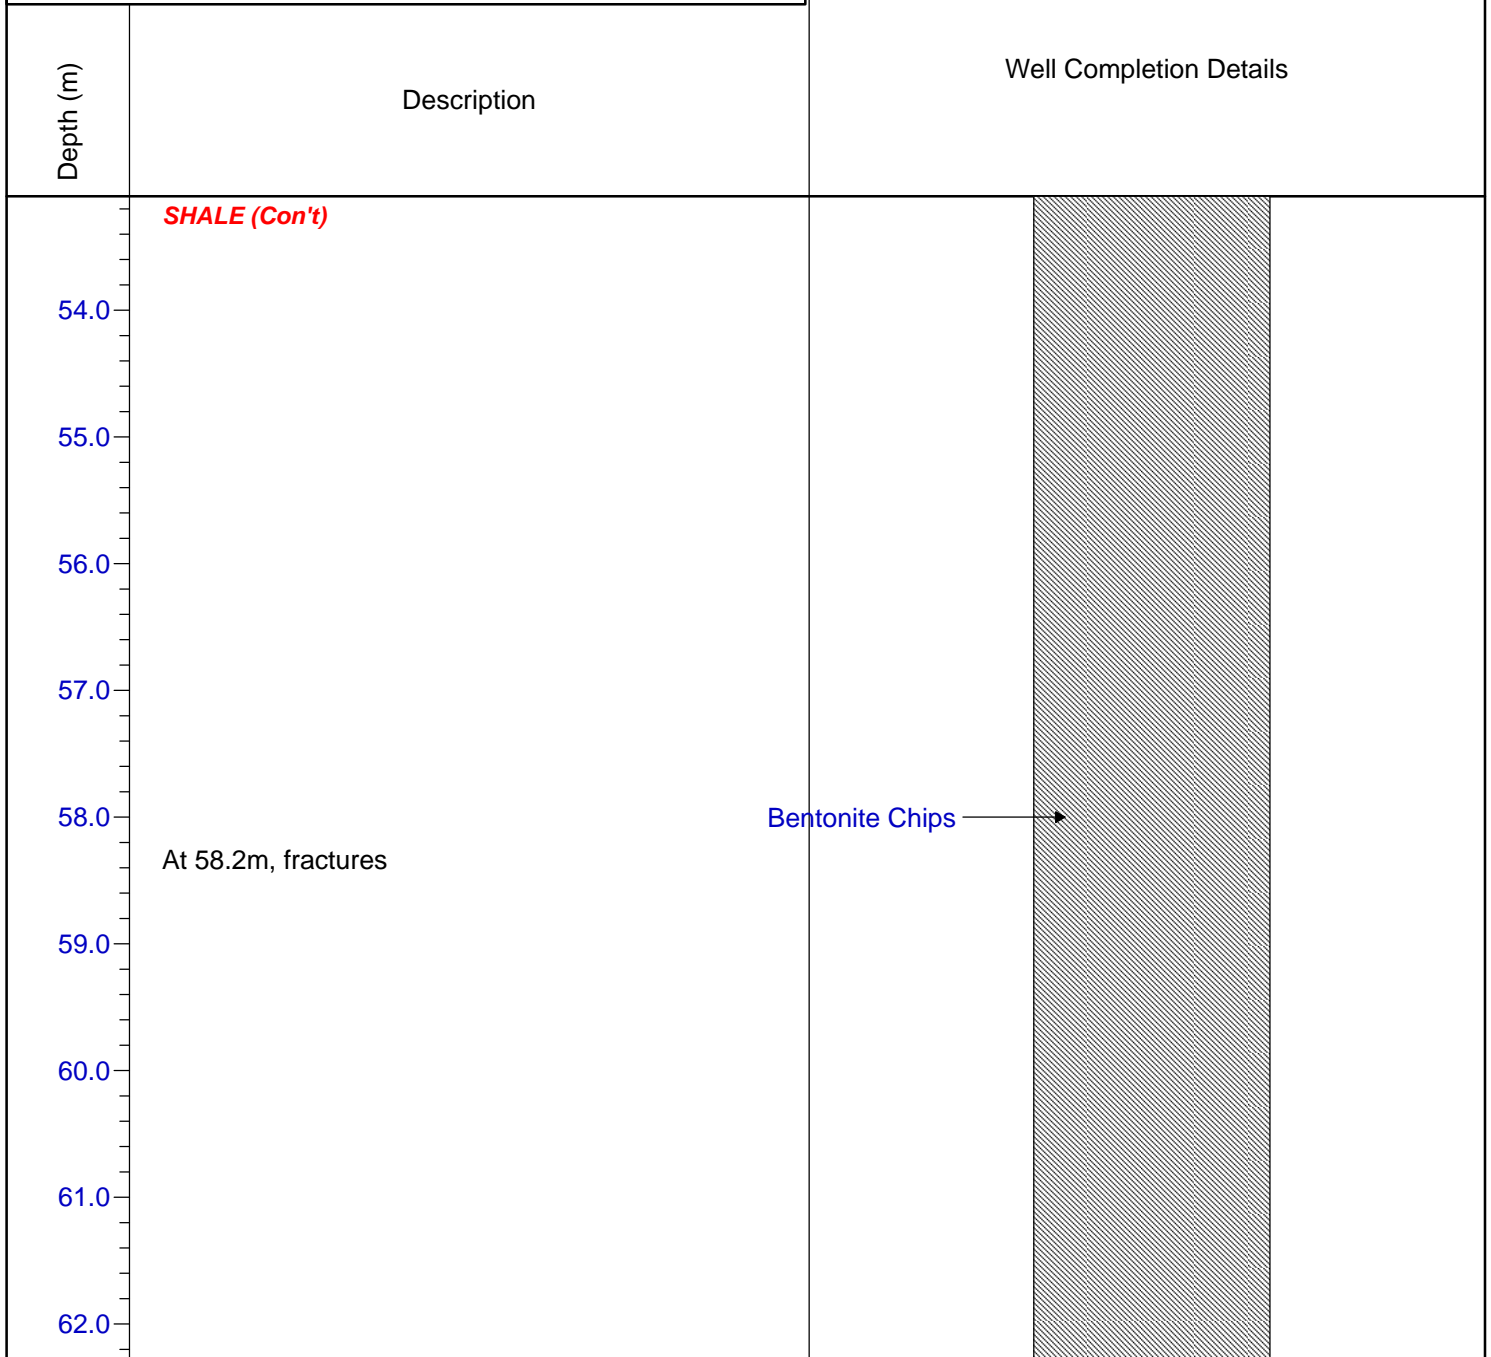 Depth (m)
Description
Well Completion Details
SHALE (Con't)
54.0
55.0
56.0
57.0
58.0
Bentonite Chips
At 58.2m, fractures
59.0
60.0
61.0
62.0